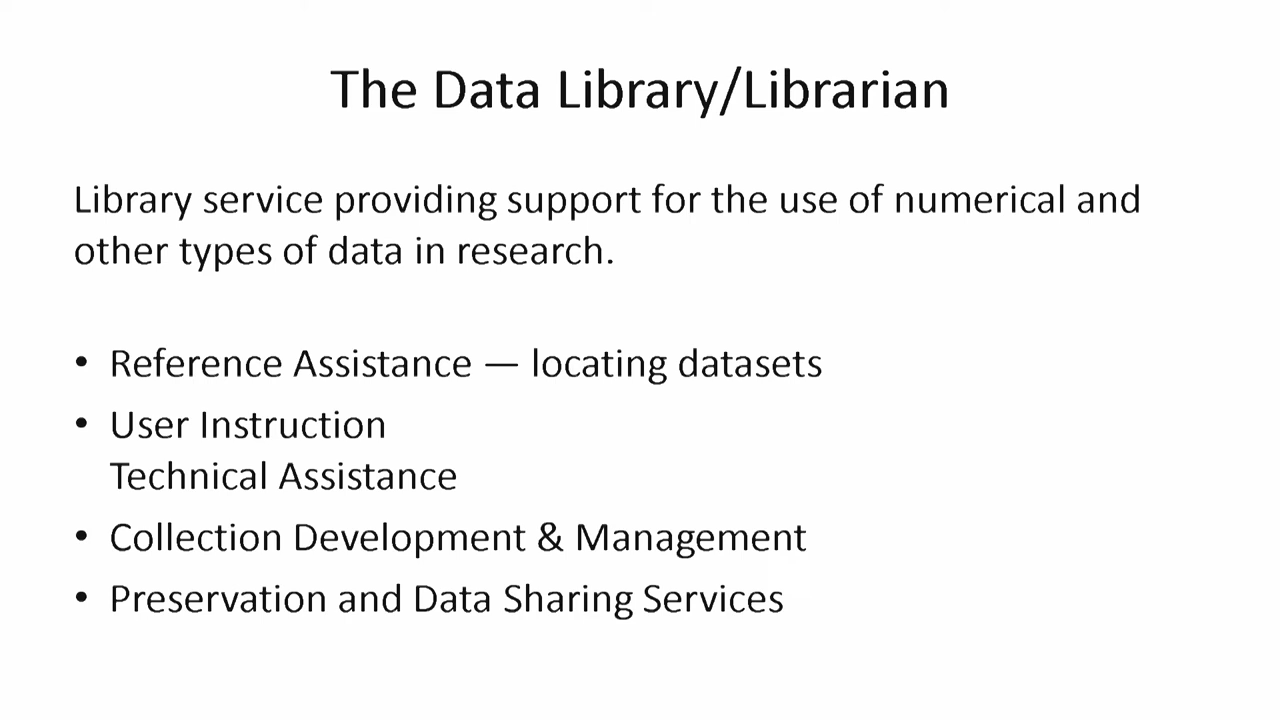 The Data Library/Librarian
Library service providing support for the use of numerical and
other types of data in research.
• Reference Assistance — locating datasets
• User Instruction
Technical Assistance
• Collection Development & Management
• Preservation and Data Sharing Services